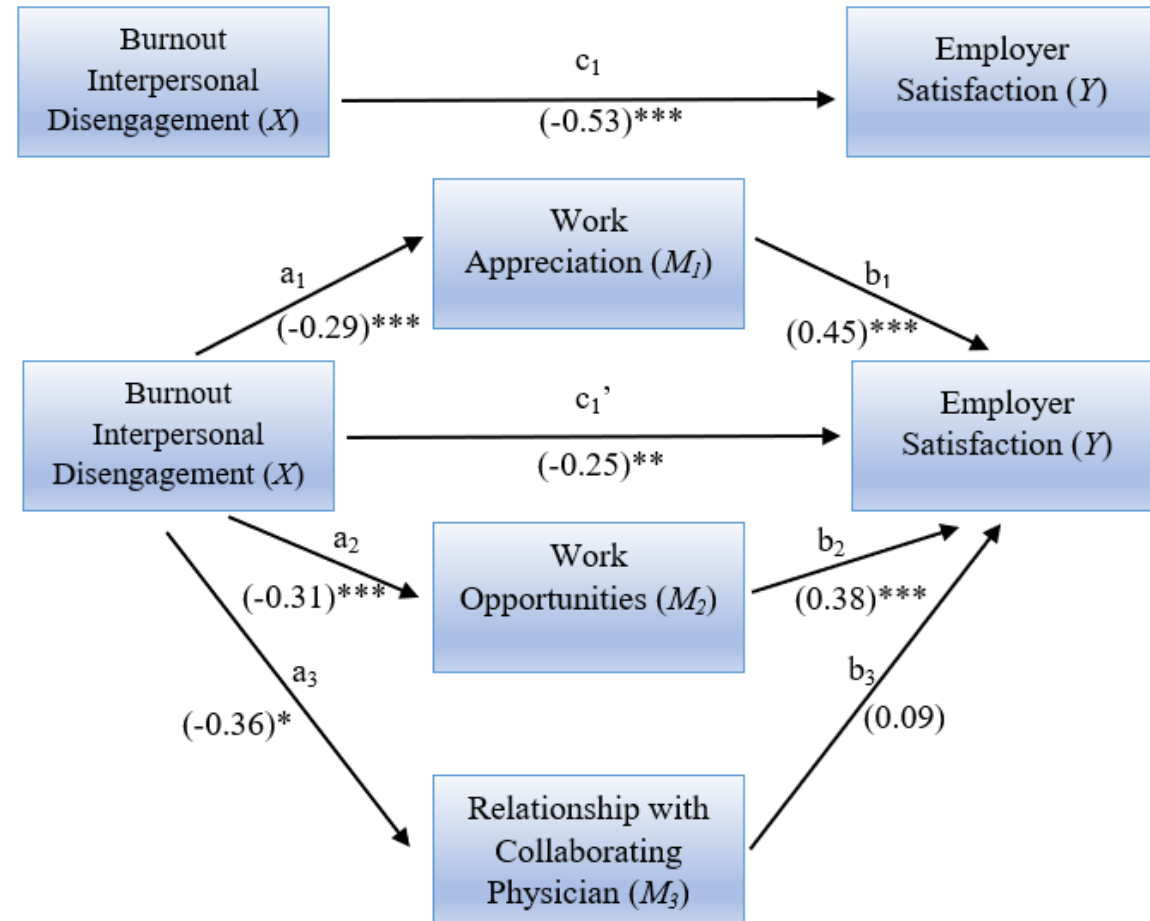 Burnout
Interpersonal
Disengagement (X)
c₁
(-0.53)***
Employer
Satisfaction (Y)
Work
Appreciation (M₁)
a₁
(-0.29)***
b₁
(0.45)***
Burnout
Interpersonal
Disengagement (X)
c₁’
(-0.25)**
Employer
Satisfaction (Y)
a₂
(-0.31)***
Work
Opportunities (M₂)
b₂
(0.38)***
a₃
(-0.36)*
b₃
(0.09)
Relationship with
Collaborating
Physician (M₃)